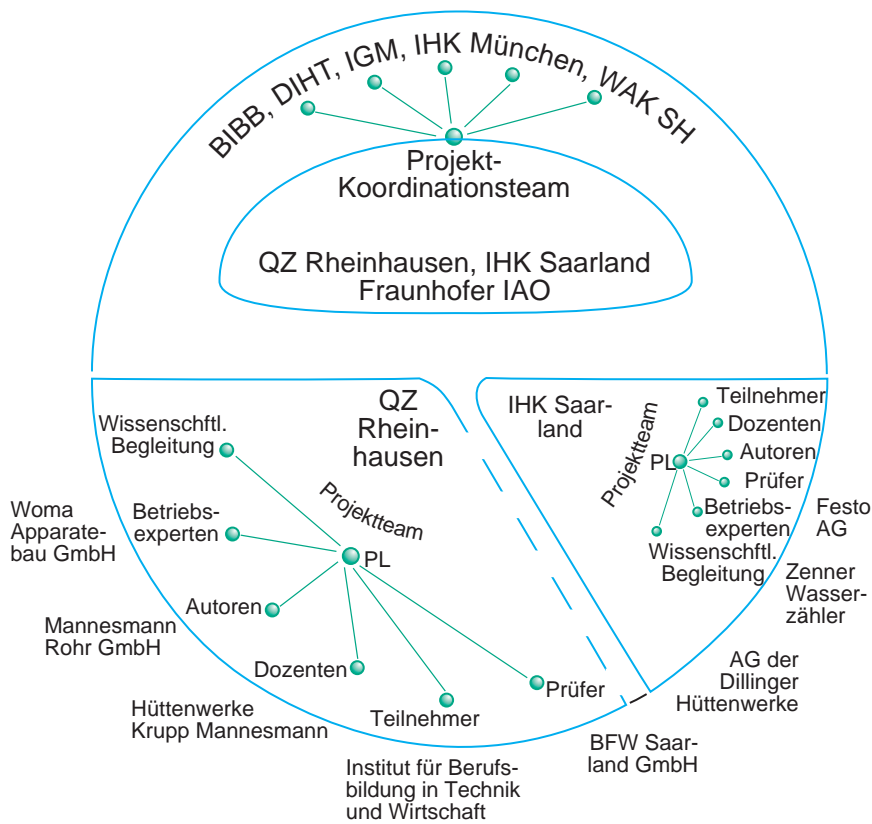 BIBB, DIHT, IGM, IHK München, WAK SH
Projekt-
Koordinationsteam
QZ Rheinhausen, IHK Saarland
Fraunhofer IAO
QZ
Rhein-
hausen
Wissenschftl.
Begleitung
Projektteam
Betriebs-
experten
PL
Autoren
Dozenten
Teilnehmer
Prüfer
IHK Saar-
land
Projektteam
PL
Teilnehmer
Dozenten
Autoren
Prüfer
Betriebs-
experten
Wissenschftl.
Begleitung
Woma
Apparate-
bau GmbH
Mannesmann
Rohr GmbH
Hüttenwerke
Krupp Mannesmann
Institut für Berufs-
bildung in Technik
und Wirtschaft
BFW Saar-
land GmbH
AG der
Dillinger
Hüttenwerke
Zenner
Wasser-
zähler
Festo
AG